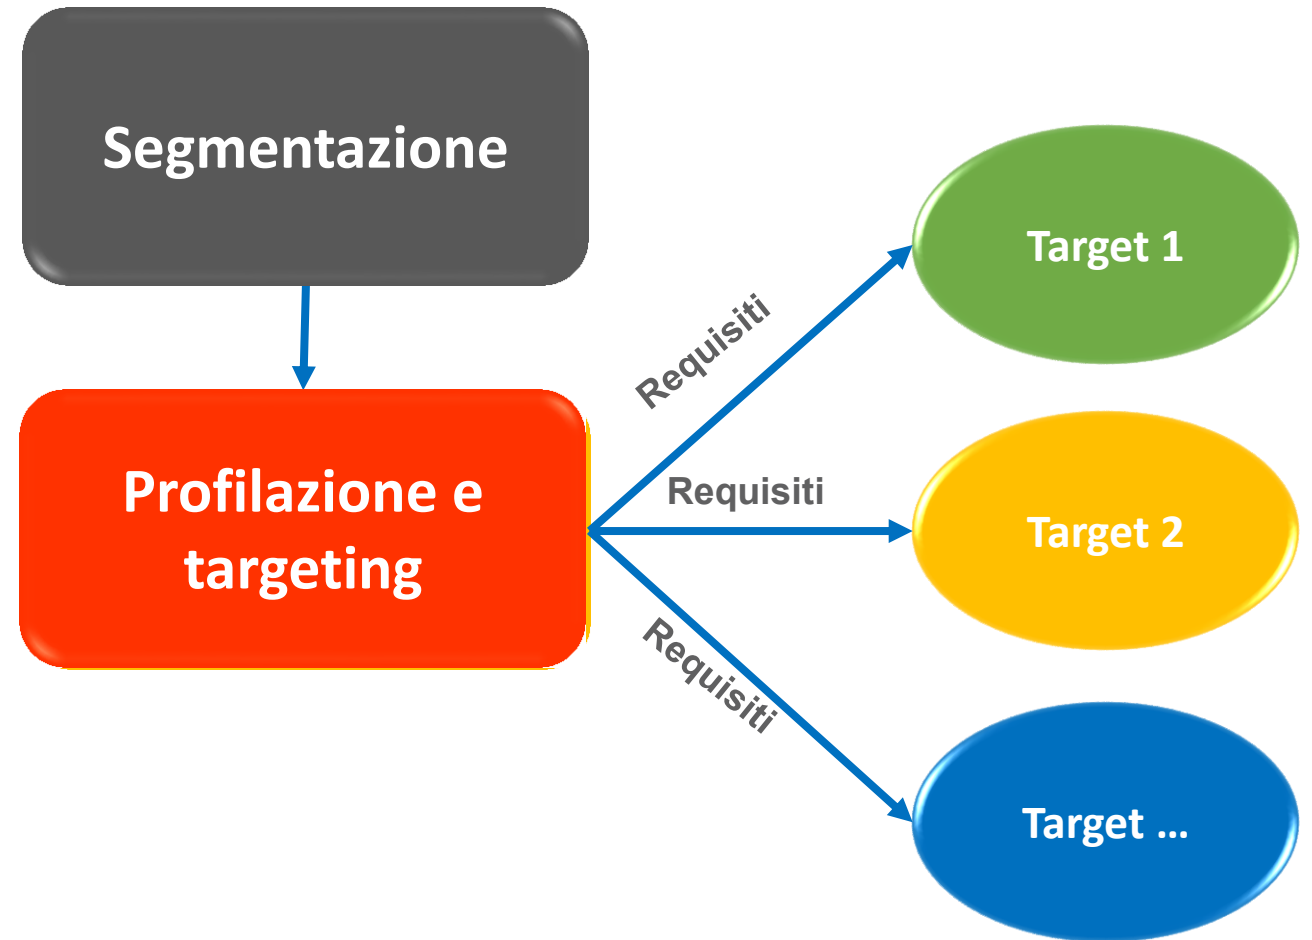 Segmentazione
Profilazione e
targeting
Requisiti
Requisiti
Requisiti
Target 1
Target 2
Target ...